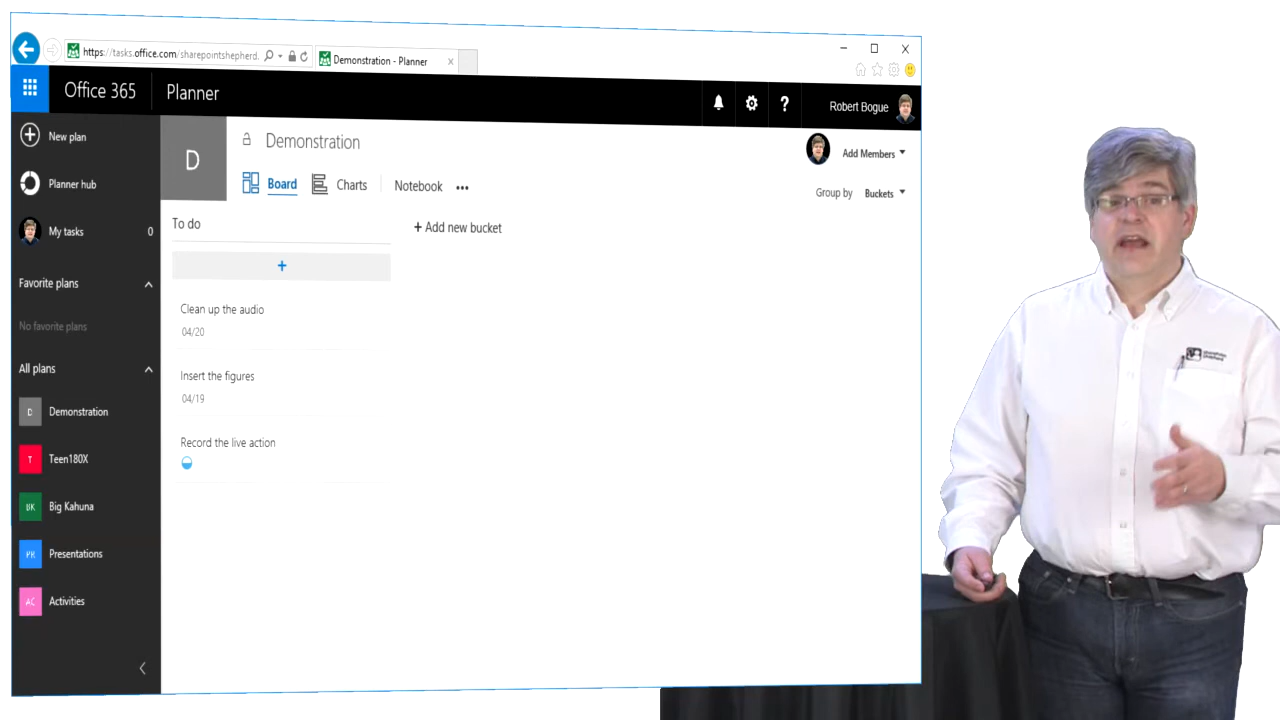 https://tasks.office.com/sharepointshepherd.
Demonstration - Planner
Office 365
Planner
Robert Bogue
New plan
Planner hub
My tasks 0
Favorite plans
No favorite plans
All plans
D Demonstration
T Teen180X
BK Big Kahuna
PR Presentations
AC Activities
D
Demonstration
Add Members
Board
Charts
Notebook
Group by Buckets
To do
+ Add new bucket
+
Clean up the audio
04/20
Insert the figures
04/19
Record the live action